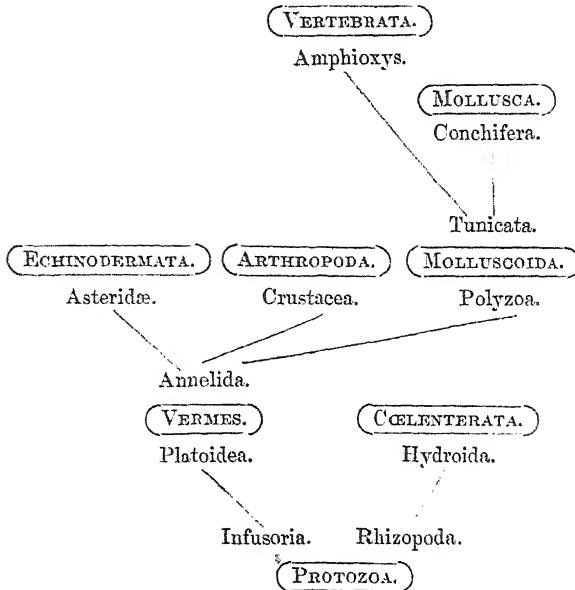 VERTEBRATA.
Amphioxys.
MOLLUSCA.
Conchifera.
Tunicata.
ECHINODERMATA. ARTHROPODA. MOLLUSCOIDA.
Asteridæ. Crustacea. Polyzoa.
Annelida.
VERMES. CŒLENTERATA.
Platoidea. Hydroida.
Infusoria. Rhizopoda.
PROTOZOA.